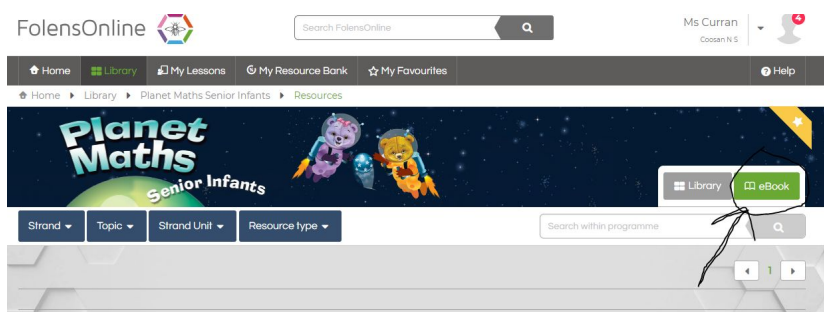 FolensOnline
Search FolensOnline
Ms Curran
Coosan N S
4
Home Library My Lessons My Resource Bank My Favourites Help
Home Library Planet Maths Senior Infants Resources
Planet
Maths
Senior Infants
Library eBook
Strand Topic Strand Unit Resource type Search within programme
1